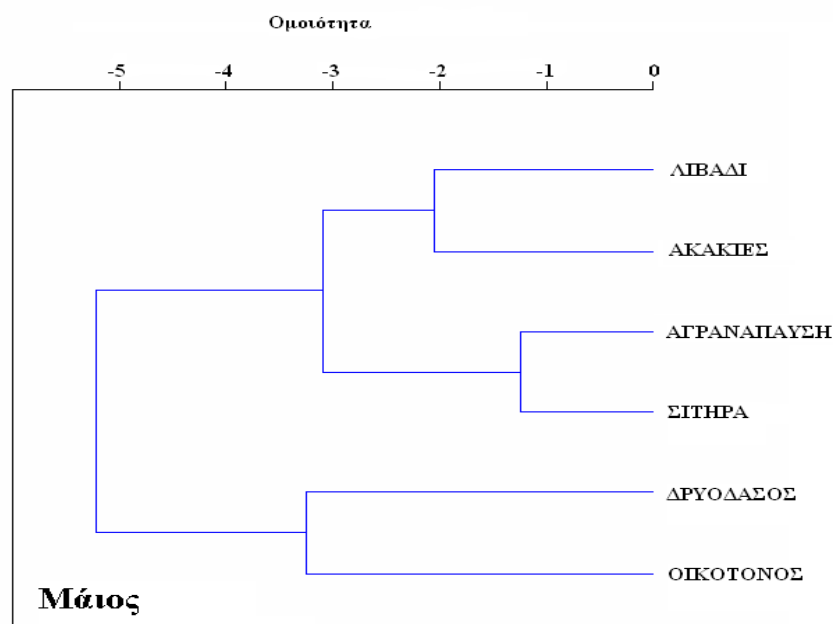 Ομοιότητα
-5 -4 -3 -2 -1 0
ΛΙΒΑΔΙ
ΑΚΑΚΙΕΣ
ΑΓΡΑΝΑΠΑΥΣΗ
ΣΙΤΗΡΑ
ΔΡΥΟΔΑΣΟΣ
ΟΙΚΟΤΟΝΟΣ
Μάιος